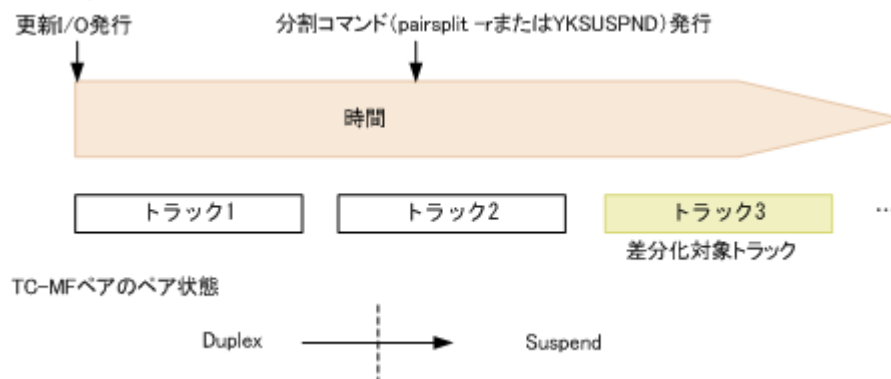 更新I/O発行
分割コマンド(pairsplit -rまたはYKSUSPND)発行
時間
トラック1
トラック2
トラック3
…
差分化対象トラック
TC-MFペアのペア状態
Duplex
Suspend